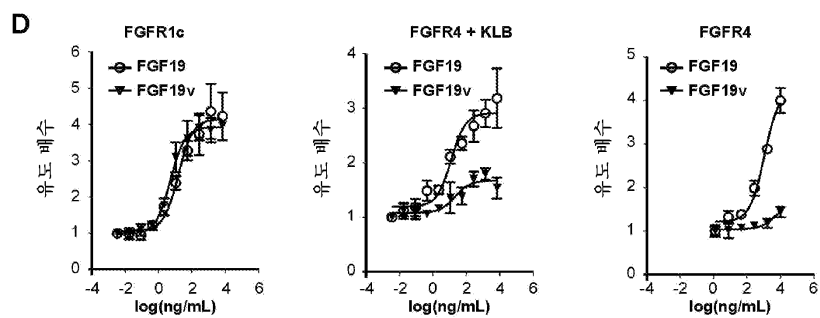 D
FGFR1c
FGF19
FGF19v
유도 배수
6
5
4
3
2
1
0
-4 -2 0 2 4 6
log(ng/mL)
FGFR4 + KLB
FGF19
FGF19v
유도 배수
4
3
2
1
0
-4 -2 0 2 4 6
log(ng/mL)
FGFR4
FGF19
FGF19v
유도 배수
5
4
3
2
1
0
-4 -2 0 2 4 6
log(ng/mL)